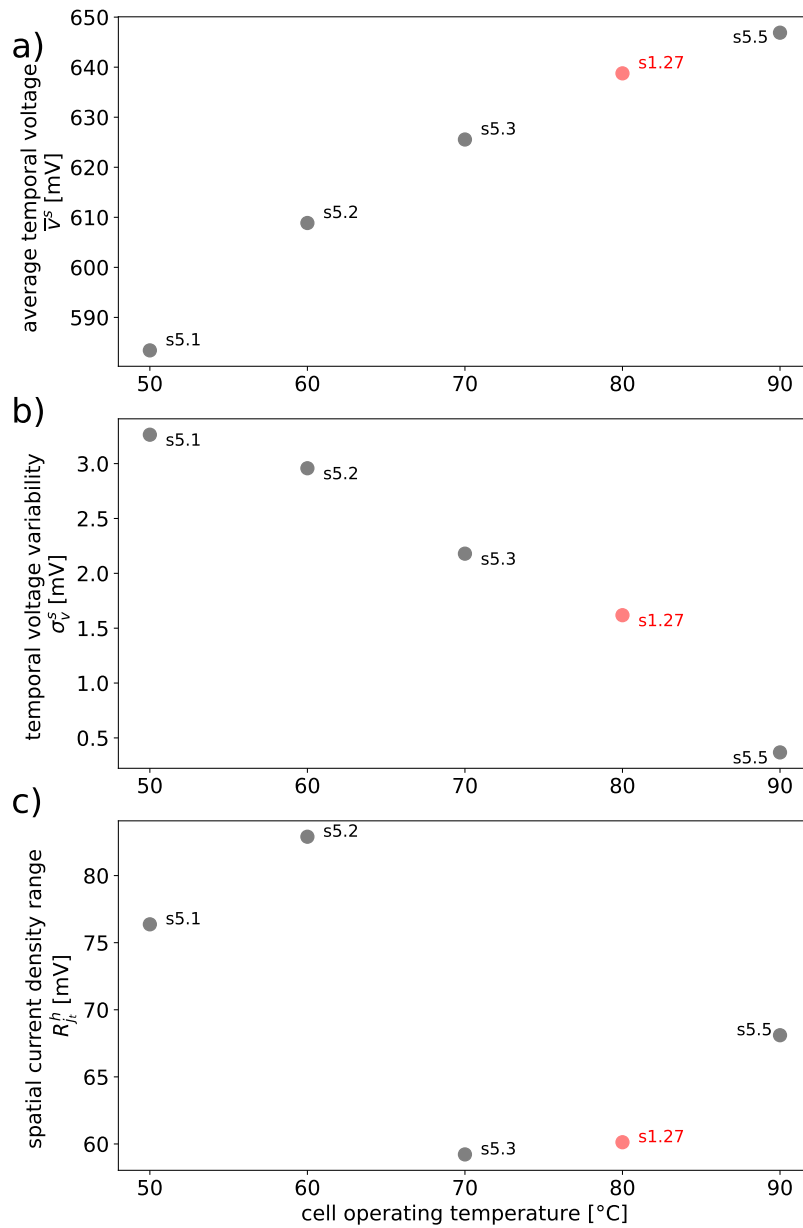 a)
average temporal voltage
v̅ˢ [mV]
650
640
630
620
610
600
590
s5.1
s5.2
s5.3
s1.27
s5.5
50 60 70 80 90
b)
temporal voltage variability
σᵥˢ [mV]
3.0
2.5
2.0
1.5
1.0
0.5
s5.1
s5.2
s5.3
s1.27
s5.5
50 60 70 80 90
c)
spatial current density range
R_{j_t}^h [mV]
80
75
70
65
60
s5.1
s5.2
s5.3
s1.27
s5.5
50 60 70 80 90
cell operating temperature [°C]